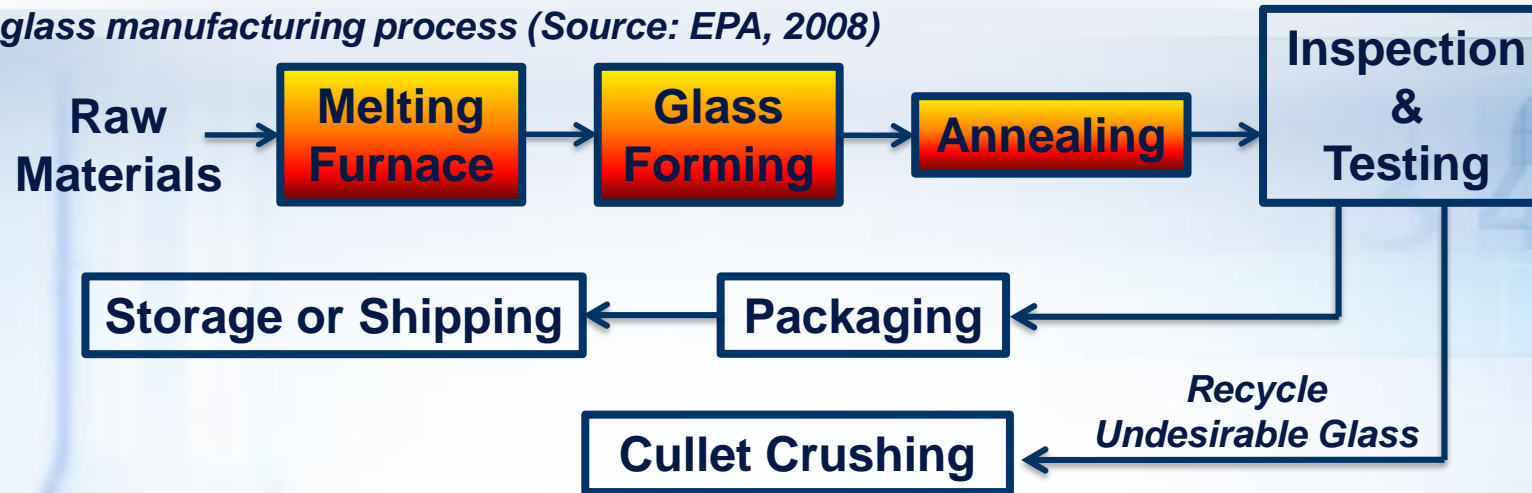 glass manufacturing process (Source: EPA, 2008)
Raw
Materials
Melting
Furnace
Glass
Forming
Annealing
Inspection
&
Testing
Storage or Shipping
Packaging
Recycle
Undesirable Glass
Cullet Crushing